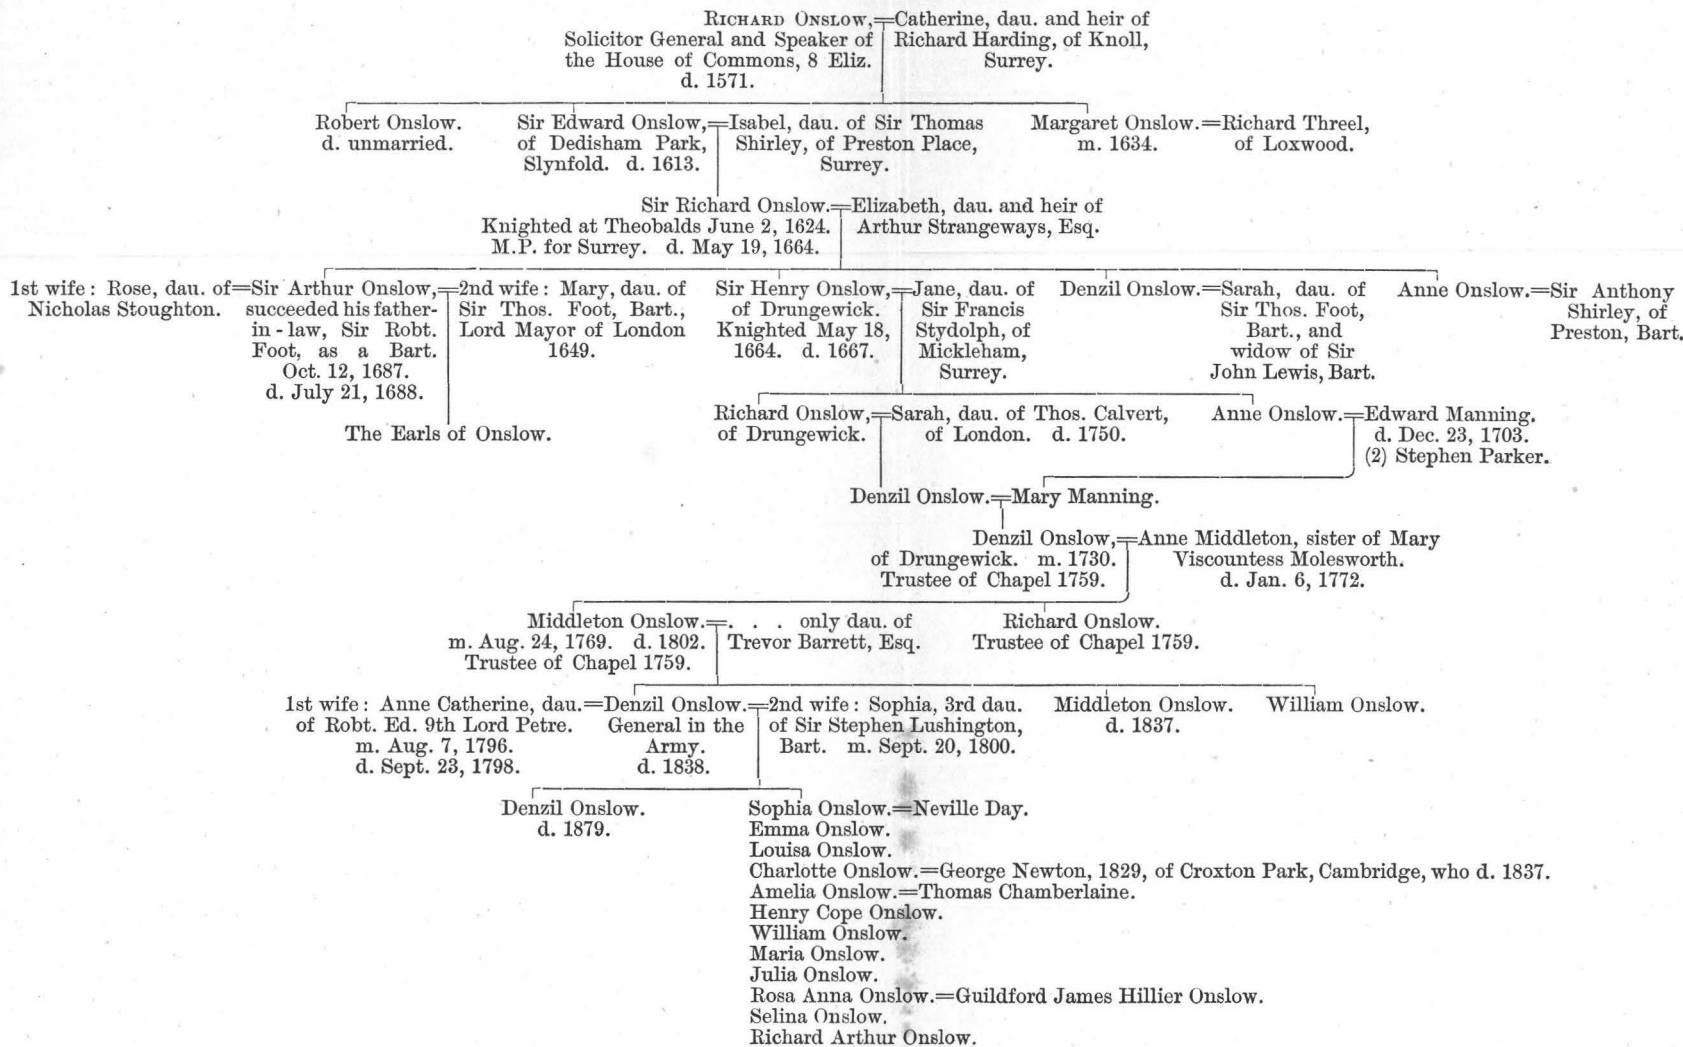 RICHARD ONSLOW,=Catherine, dau. and heir of
Solicitor General and Speaker of Richard Harding, of Knoll,
the House of Commons, 8 Eliz. Surrey.
d. 1571.
Robert Onslow.
d. unmarried.
Sir Edward Onslow,=Isabel, dau. of Sir Thomas
of Dedisham Park, Shirley, of Preston Place,
Slynfold. d. 1613. Surrey.
Margaret Onslow.=Richard Threel,
m. 1634. of Loxwood.
Sir Richard Onslow.=Elizabeth, dau. and heir of
Knighted at Theobalds June 2, 1624. Arthur Strangeways, Esq.
M.P. for Surrey. d. May 19, 1664.
1st wife: Rose, dau. of=Sir Arthur Onslow,=2nd wife: Mary, dau. of
Nicholas Stoughton. succeeded his father- Sir Thos. Foot, Bart.,
in-law, Sir Robt. Lord Mayor of London
Foot, as a Bart. 1649.
Oct. 12, 1687.
d. July 21, 1688.
The Earls of Onslow.
Sir Henry Onslow,=Jane, dau. of
of Drungewick. Sir Francis
Knighted May 18, Stydolph, of
1664. d. 1667. Mickleham,
Surrey.
Denzil Onslow.=Sarah, dau. of
Sir Thos. Foot,
Bart., and
widow of Sir
John Lewis, Bart.
Anne Onslow.=Sir Anthony
Shirley, of
Preston, Bart.
Richard Onslow,=Sarah, dau. of Thos. Calvert,
of Drungewick. of London. d. 1750.
Anne Onslow.=Edward Manning.
d. Dec. 23, 1703.
(2) Stephen Parker.
Denzil Onslow.=Mary Manning.
Denzil Onslow,=Anne Middleton, sister of Mary
of Drungewick. m. 1730. Viscountess Molesworth.
Trustee of Chapel 1759. d. Jan. 6, 1772.
Middleton Onslow.=. . . only dau. of
m. Aug. 24, 1769. d. 1802. Trevor Barrett, Esq.
Trustee of Chapel 1759.
Richard Onslow.
Trustee of Chapel 1759.
1st wife: Anne Catherine, dau.=Denzil Onslow.=2nd wife: Sophia, 3rd dau.
of Robt. Ed. 9th Lord Petre. General in the of Sir Stephen Lushington,
m. Aug. 7, 1796. Army. Bart. m. Sept. 20, 1800.
d. Sept. 23, 1798. d. 1838.
Middleton Onslow.
d. 1837.
William Onslow.
Denzil Onslow.
d. 1879.
Sophia Onslow.=Neville Day.
Emma Onslow.
Louisa Onslow.
Charlotte Onslow.=George Newton, 1829, of Croxton Park, Cambridge, who d. 1837.
Amelia Onslow.=Thomas Chamberlaine.
Henry Cope Onslow.
William Onslow.
Maria Onslow.
Julia Onslow.
Rosa Anna Onslow.=Guildford James Hillier Onslow.
Selina Onslow.
Richard Arthur Onslow.